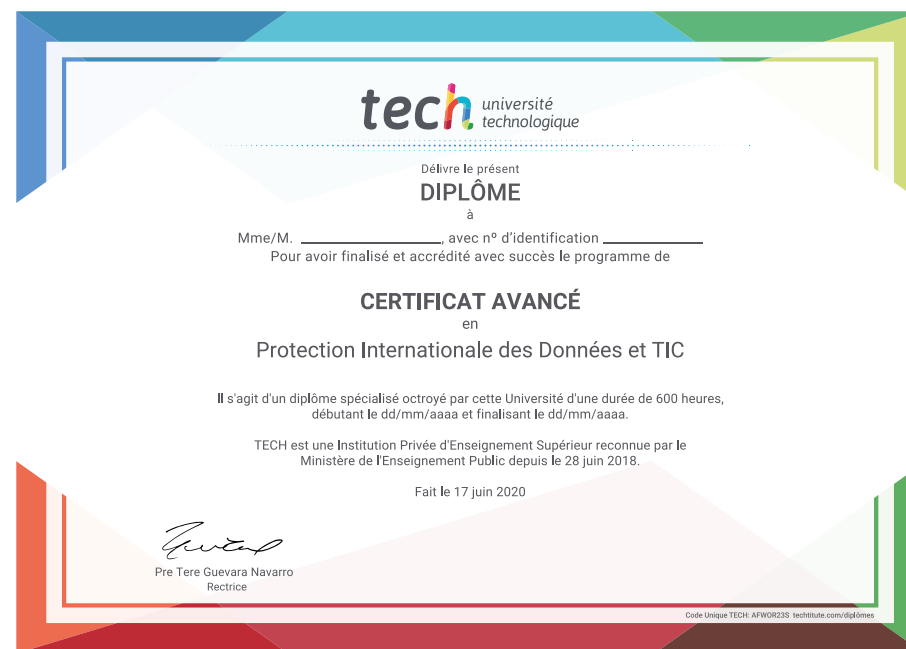 tech université
technologique
Délivre le présent
DIPLÔME
à
Mme/M. ____________________, avec nº d'identification ______________
Pour avoir finalisé et accrédité avec succès le programme de
CERTIFICAT AVANCÉ
en
Protection Internationale des Données et TIC
Il s'agit d'un diplôme spécialisé octroyé par cette Université d'une durée de 600 heures,
débutant le dd/mm/aaaa et finalisant le dd/mm/aaaa.
TECH est une Institution Privée d'Enseignement Supérieur reconnue par le
Ministère de l'Enseignement Public depuis le 28 juin 2018.
Fait le 17 juin 2020
Pre Tere Guevara Navarro
Rectrice
Code Unique TECH: AFWOR23S techtitute.com/diplômes